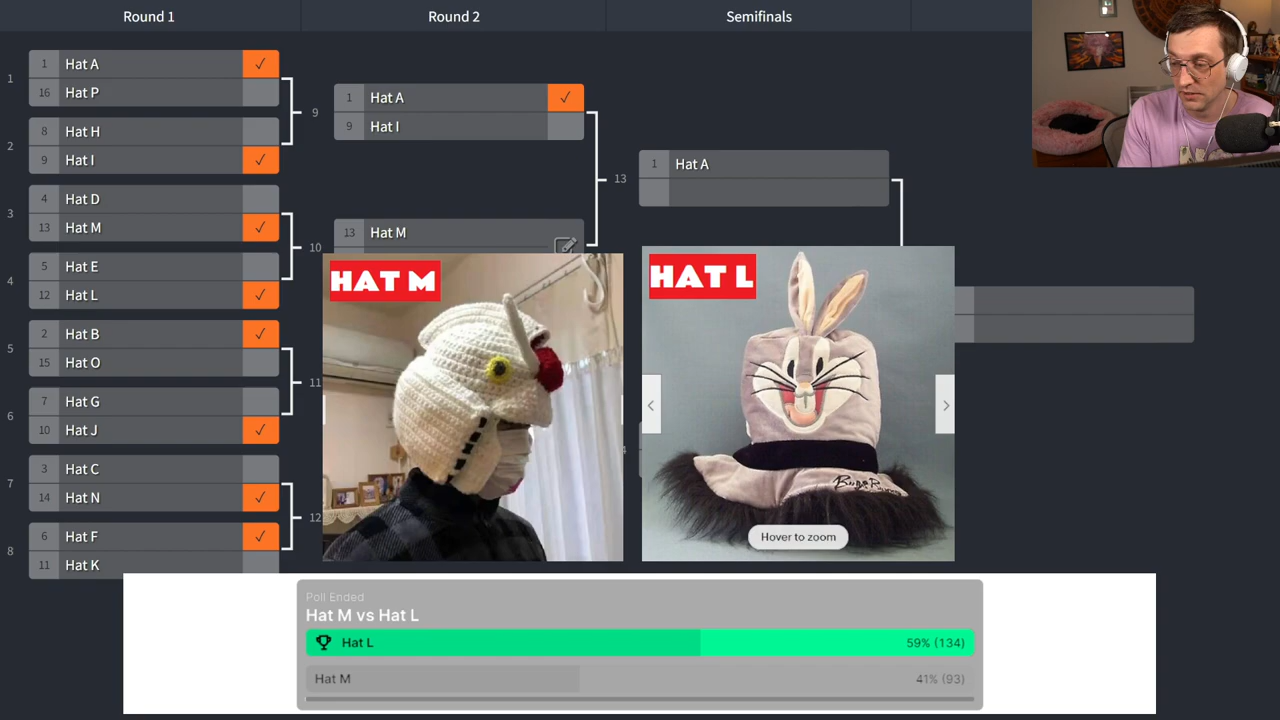 Round 1
Round 2
Semifinals
1
1
Hat A
✓
16
Hat P
2
8
Hat H
9
Hat I
✓
3
4
Hat D
13
Hat M
✓
4
5
Hat E
12
Hat L
✓
5
2
Hat B
✓
15
Hat O
6
7
Hat G
10
Hat J
✓
7
3
Hat C
14
Hat N
✓
8
6
Hat F
✓
11
Hat K
9
1
Hat A
✓
9
Hat I
10
13
Hat M
11
12
13
1
Hat A
HAT M
HAT L
Bugs Bunny
Hover to zoom
Poll Ended
Hat M vs Hat L
Hat L
59% (134)
Hat M
41% (93)